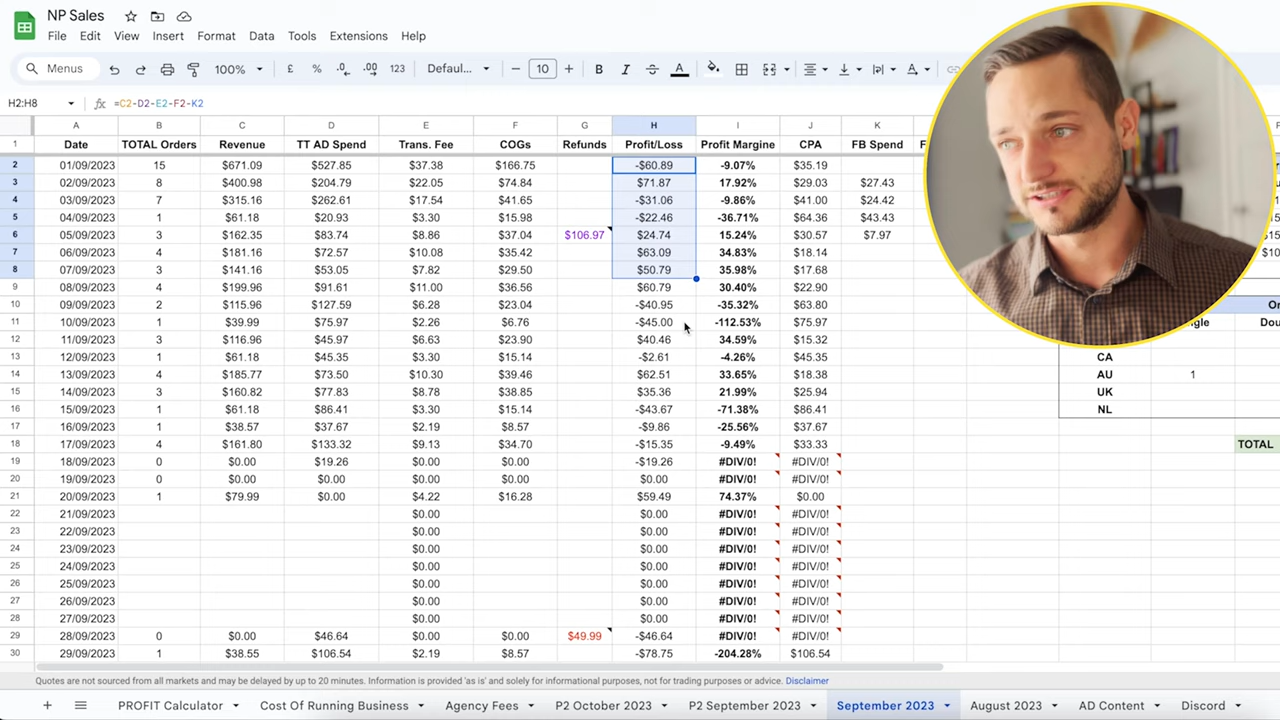 NP Sales
File Edit View Insert Format Data Tools Extensions Help
Menus 100% £ % .0 .00 123 Defaul... 10 B I A
H2:H8 fx =C2-D2-E2-F2-K2
A B C D E F G H I J K
1 Date TOTAL Orders Revenue TT AD Spend Trans. Fee COGs Refunds Profit/Loss Profit Margine CPA FB Spend
2 01/09/2023 15 $671.09 $527.85 $37.38 $166.75 -$60.89 -9.07% $35.19
3 02/09/2023 8 $400.98 $204.79 $22.05 $74.84 $71.87 17.92% $29.03 $27.43
4 03/09/2023 7 $315.16 $262.61 $17.54 $41.65 -$31.06 -9.86% $41.00 $24.42
5 04/09/2023 1 $61.18 $20.93 $3.30 $15.98 -$22.46 -36.71% $64.36 $43.43
6 05/09/2023 3 $162.35 $83.74 $8.86 $37.04 $106.97 $24.74 15.24% $30.57 $7.97
7 06/09/2023 4 $181.16 $72.57 $10.08 $35.42 $63.09 34.83% $18.14
8 07/09/2023 3 $141.16 $53.05 $7.82 $29.50 $50.79 35.98% $17.68
9 08/09/2023 4 $199.96 $91.61 $11.00 $36.56 $60.79 30.40% $22.90
10 09/09/2023 2 $115.96 $127.59 $6.28 $23.04 -$40.95 -35.32% $63.80
11 10/09/2023 1 $39.99 $75.97 $2.26 $6.76 -$45.00 -112.53% $75.97
12 11/09/2023 3 $116.96 $45.97 $6.63 $23.90 $40.46 34.59% $15.32
13 12/09/2023 1 $61.18 $45.35 $3.30 $15.14 -$2.61 -4.26% $45.35 CA
14 13/09/2023 4 $185.77 $73.50 $10.30 $39.46 $62.51 33.65% $18.38 AU 1
15 14/09/2023 3 $160.82 $77.83 $8.78 $38.85 $35.36 21.99% $25.94 UK
16 15/09/2023 1 $61.18 $86.41 $3.30 $15.14 -$43.67 -71.38% $86.41 NL
17 16/09/2023 1 $38.57 $37.67 $2.19 $8.57 -$9.86 -25.56% $37.67
18 17/09/2023 4 $161.80 $133.32 $9.13 $34.70 -$15.35 -9.49% $33.33 TOTAL
19 18/09/2023 0 $0.00 $19.26 $0.00 $0.00 -$19.26 #DIV/0! #DIV/0!
20 19/09/2023 0 $0.00 $0.00 $0.00 $0.00 $0.00 #DIV/0! #DIV/0!
21 20/09/2023 1 $79.99 $0.00 $4.22 $16.28 $59.49 74.37% $0.00
22 21/09/2023 $0.00 $0.00 #DIV/0! #DIV/0!
23 22/09/2023 $0.00 $0.00 #DIV/0! #DIV/0!
24 23/09/2023 $0.00 $0.00 #DIV/0! #DIV/0!
25 24/09/2023 $0.00 $0.00 #DIV/0! #DIV/0!
26 25/09/2023 $0.00 $0.00 #DIV/0! #DIV/0!
27 26/09/2023 $0.00 $0.00 #DIV/0! #DIV/0!
28 27/09/2023 $0.00 $0.00 #DIV/0! #DIV/0!
29 28/09/2023 0 $0.00 $46.64 $0.00 $0.00 $49.99 -$46.64 #DIV/0! #DIV/0!
30 29/09/2023 1 $38.55 $106.54 $2.19 $8.57 -$78.75 -204.28% $106.54
Quotes are not sourced from all markets and may be delayed by up to 20 minutes. Information is provided 'as is' and solely for informational purposes, not for trading purposes or advice. Disclaimer
PROFIT Calculator Cost Of Running Business Agency Fees P2 October 2023 P2 September 2023 September 2023 August 2023 AD Content Discord